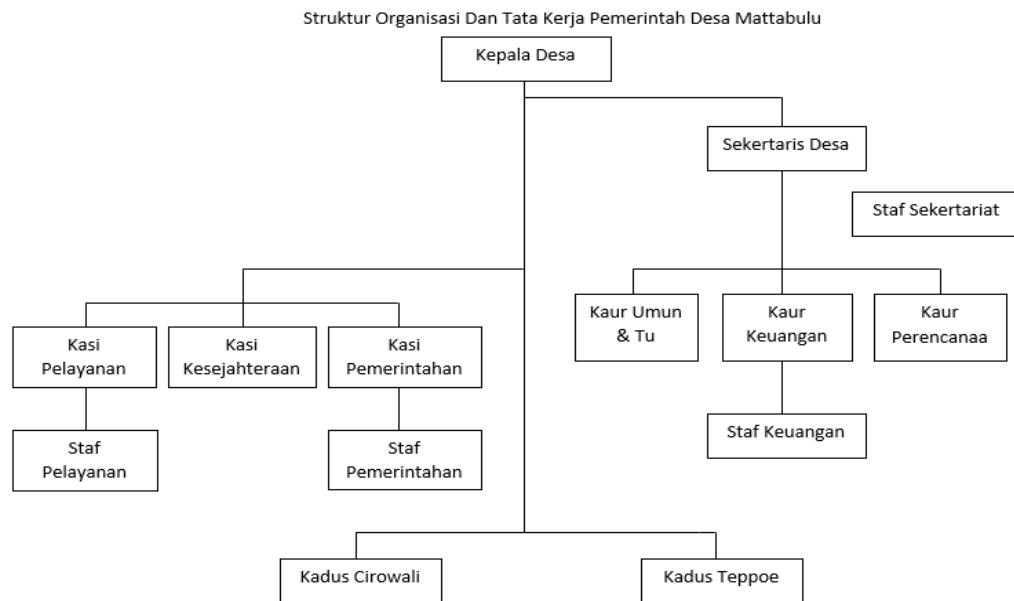 Struktur Organisasi Dan Tata Kerja Pemerintah Desa Mattabulu
Kepala Desa
Sekertaris Desa
Staf Sekertariat
Kaur Umun
& Tu
Kaur
Keuangan
Kaur
Perencanaa
Kasi
Pelayanan
Kasi
Kesejahteraan
Kasi
Pemerintahan
Staf
Pelayanan
Staf
Pemerintahan
Staf Keuangan
Kadus Cirowali
Kadus Teppoe